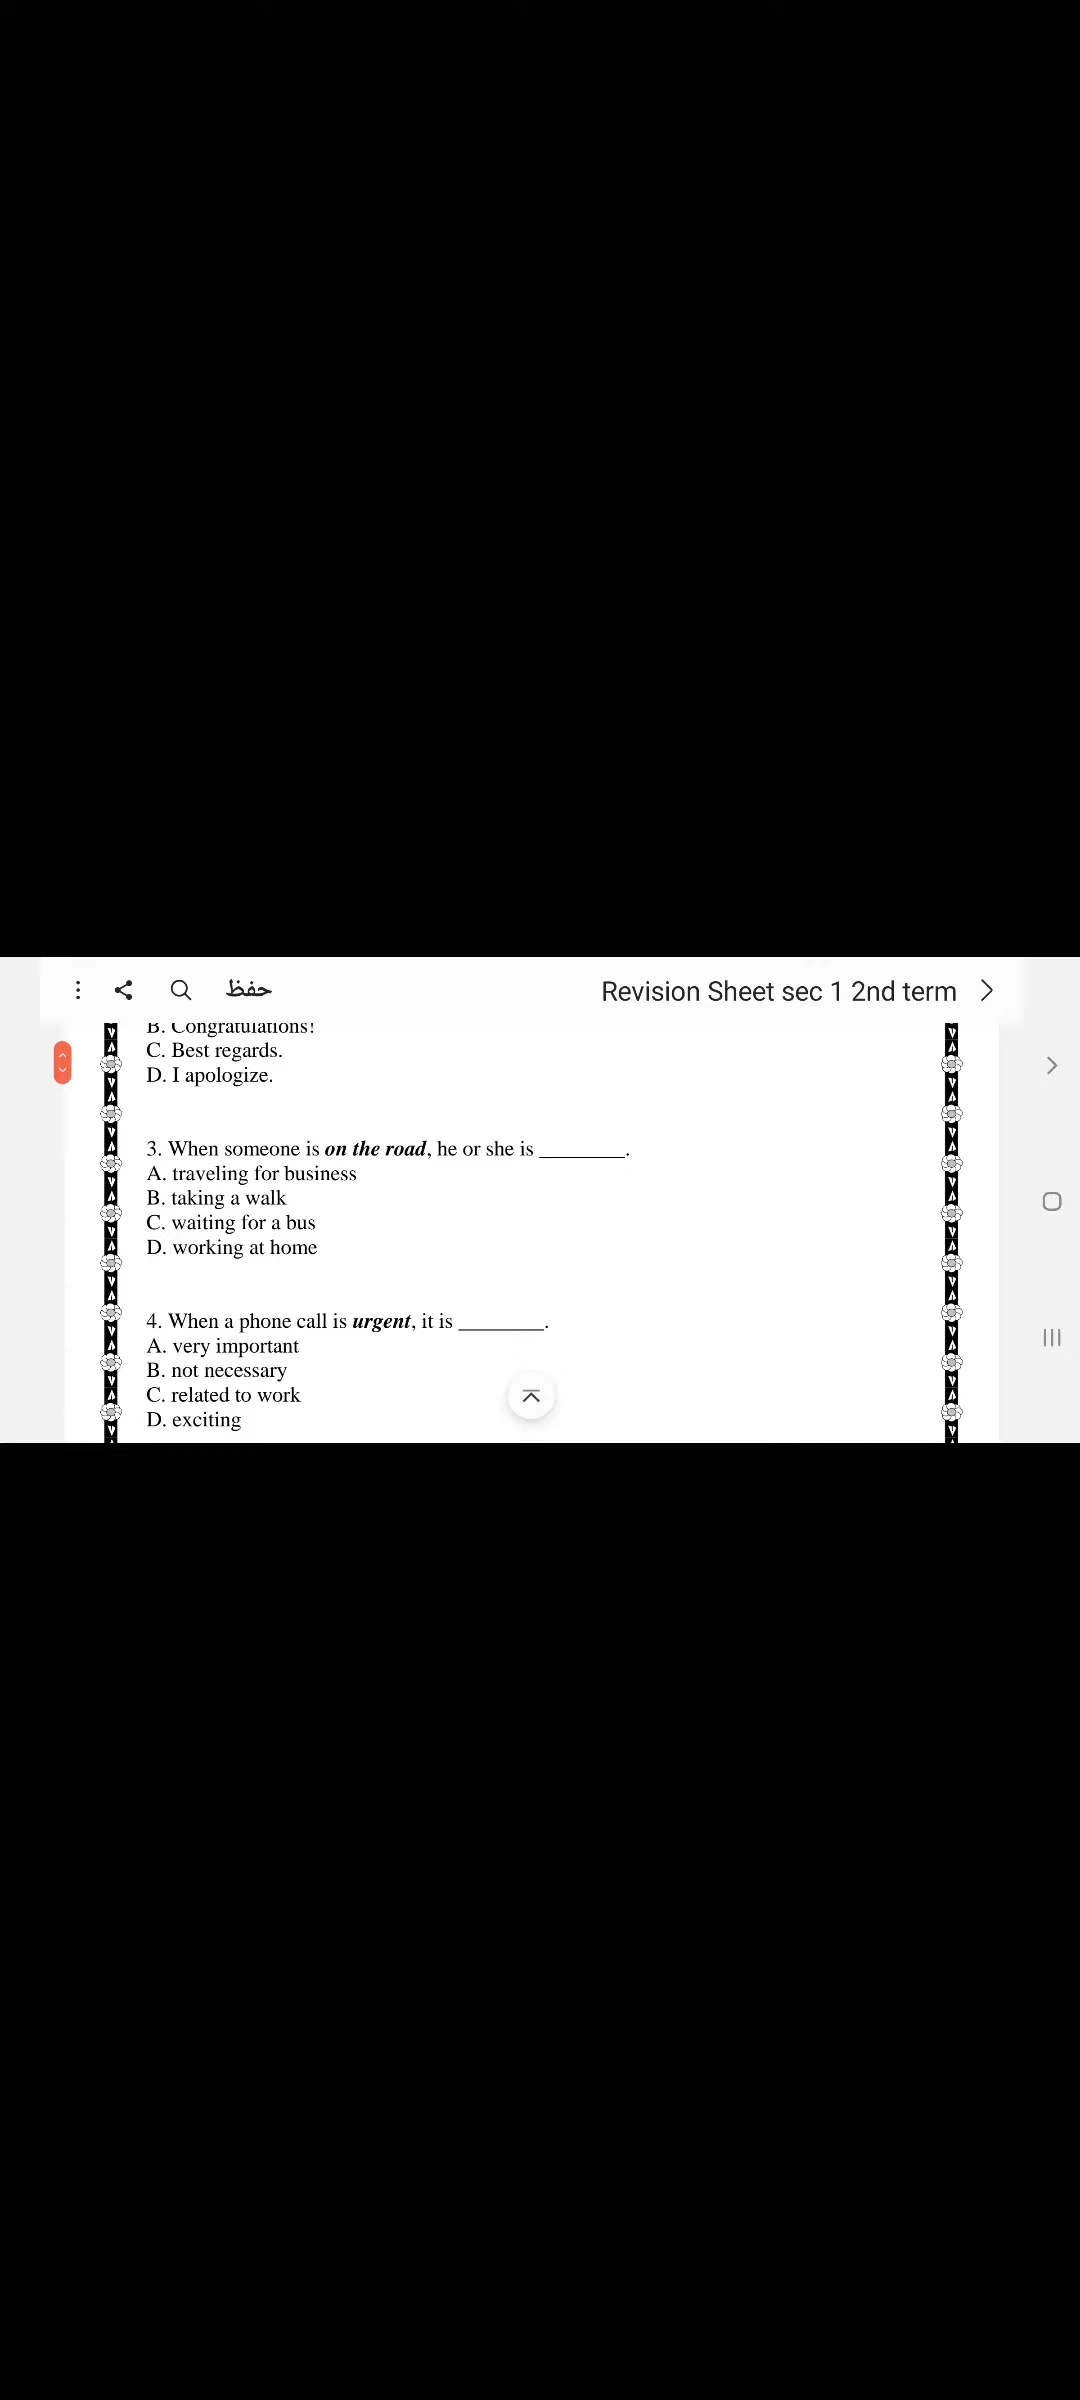 حفظ
Revision Sheet sec 1 2nd term
B. Congratulations!
C. Best regards.
D. I apologize.
3. When someone is on the road, he or she is ________.
A. traveling for business
B. taking a walk
C. waiting for a bus
D. working at home
4. When a phone call is urgent, it is ________.
A. very important
B. not necessary
C. related to work
D. exciting